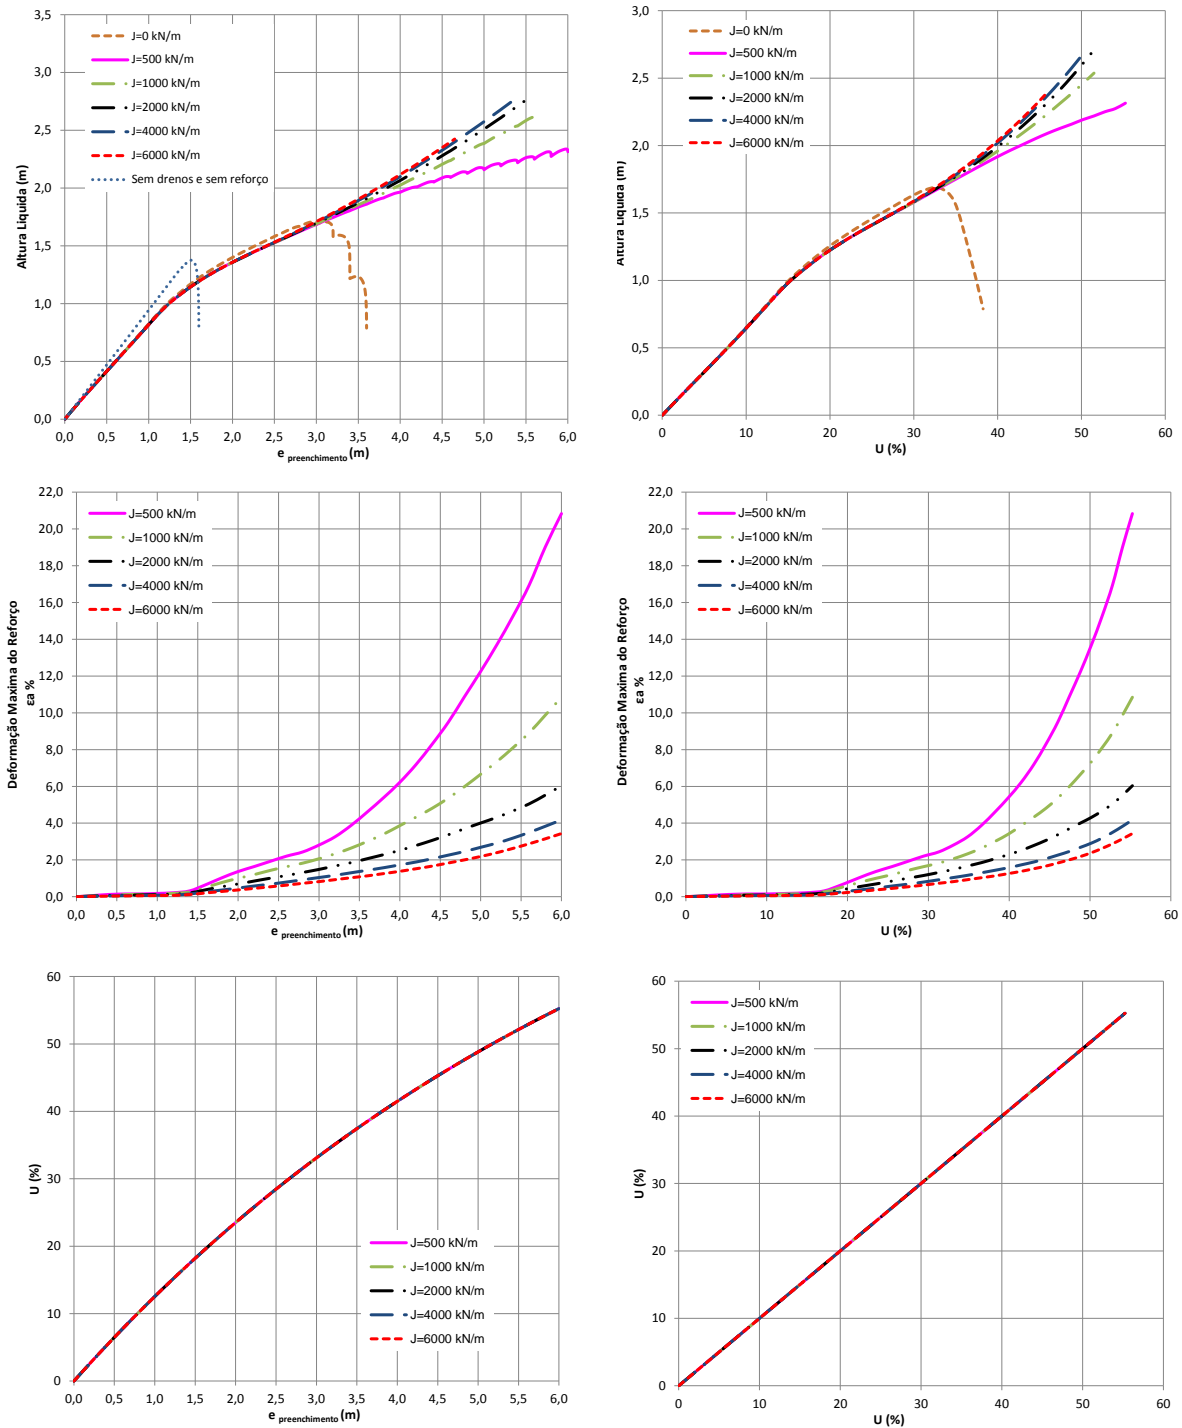 3,5
3,0
2,5
2,0
1,5
1,0
0,5
0,0
Altura Liquida (m)
J=0 kN/m
J=500 kN/m
J=1000 kN/m
J=2000 kN/m
J=4000 kN/m
J=6000 kN/m
Sem drenos e sem reforço
0,0 0,5 1,0 1,5 2,0 2,5 3,0 3,5 4,0 4,5 5,0 5,5 6,0
e preenchimento (m)
3,0
2,5
2,0
1,5
1,0
0,5
0,0
Altura Liquida (m)
J=0 kN/m
J=500 kN/m
J=1000 kN/m
J=2000 kN/m
J=4000 kN/m
J=6000 kN/m
0 10 20 30 40 50 60
U (%)
22,0
20,0
18,0
16,0
14,0
12,0
10,0
8,0
6,0
4,0
2,0
0,0
Deformação Maxima do Reforço
εa %
J=500 kN/m
J=1000 kN/m
J=2000 kN/m
J=4000 kN/m
J=6000 kN/m
0,0 0,5 1,0 1,5 2,0 2,5 3,0 3,5 4,0 4,5 5,0 5,5 6,0
e preenchimento (m)
22,0
20,0
18,0
16,0
14,0
12,0
10,0
8,0
6,0
4,0
2,0
0,0
Deformação Maxima do Reforço
εa %
J=500 kN/m
J=1000 kN/m
J=2000 kN/m
J=4000 kN/m
J=6000 kN/m
0 10 20 30 40 50 60
U (%)
60
50
40
30
20
10
0
U (%)
J=500 kN/m
J=1000 kN/m
J=2000 kN/m
J=4000 kN/m
J=6000 kN/m
0,0 0,5 1,0 1,5 2,0 2,5 3,0 3,5 4,0 4,5 5,0 5,5 6,0
e preenchimento (m)
60
50
40
30
20
10
0
U (%)
J=500 kN/m
J=1000 kN/m
J=2000 kN/m
J=4000 kN/m
J=6000 kN/m
0 10 20 30 40 50 60
U (%)